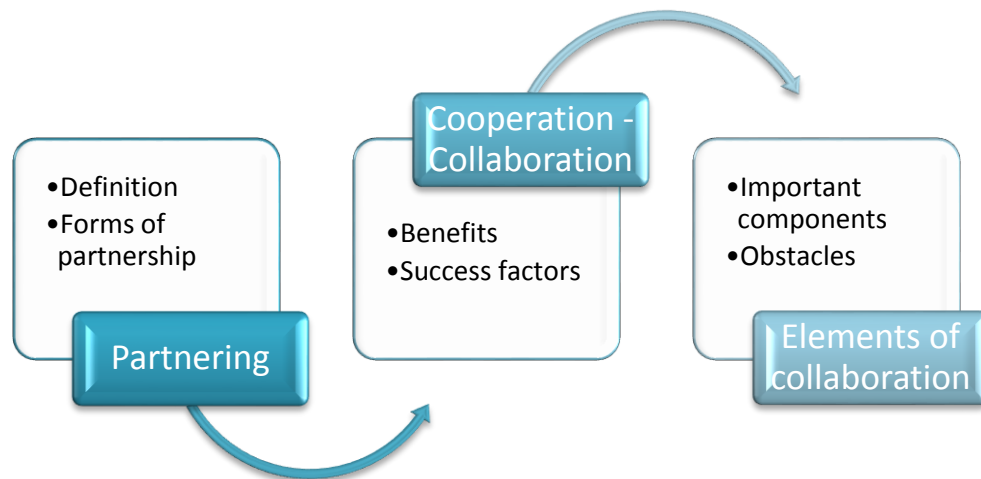 •Definition
•Forms of
partnership
Partnering
Cooperation -
Collaboration
•Benefits
•Success factors
•Important
components
•Obstacles
Elements of
collaboration